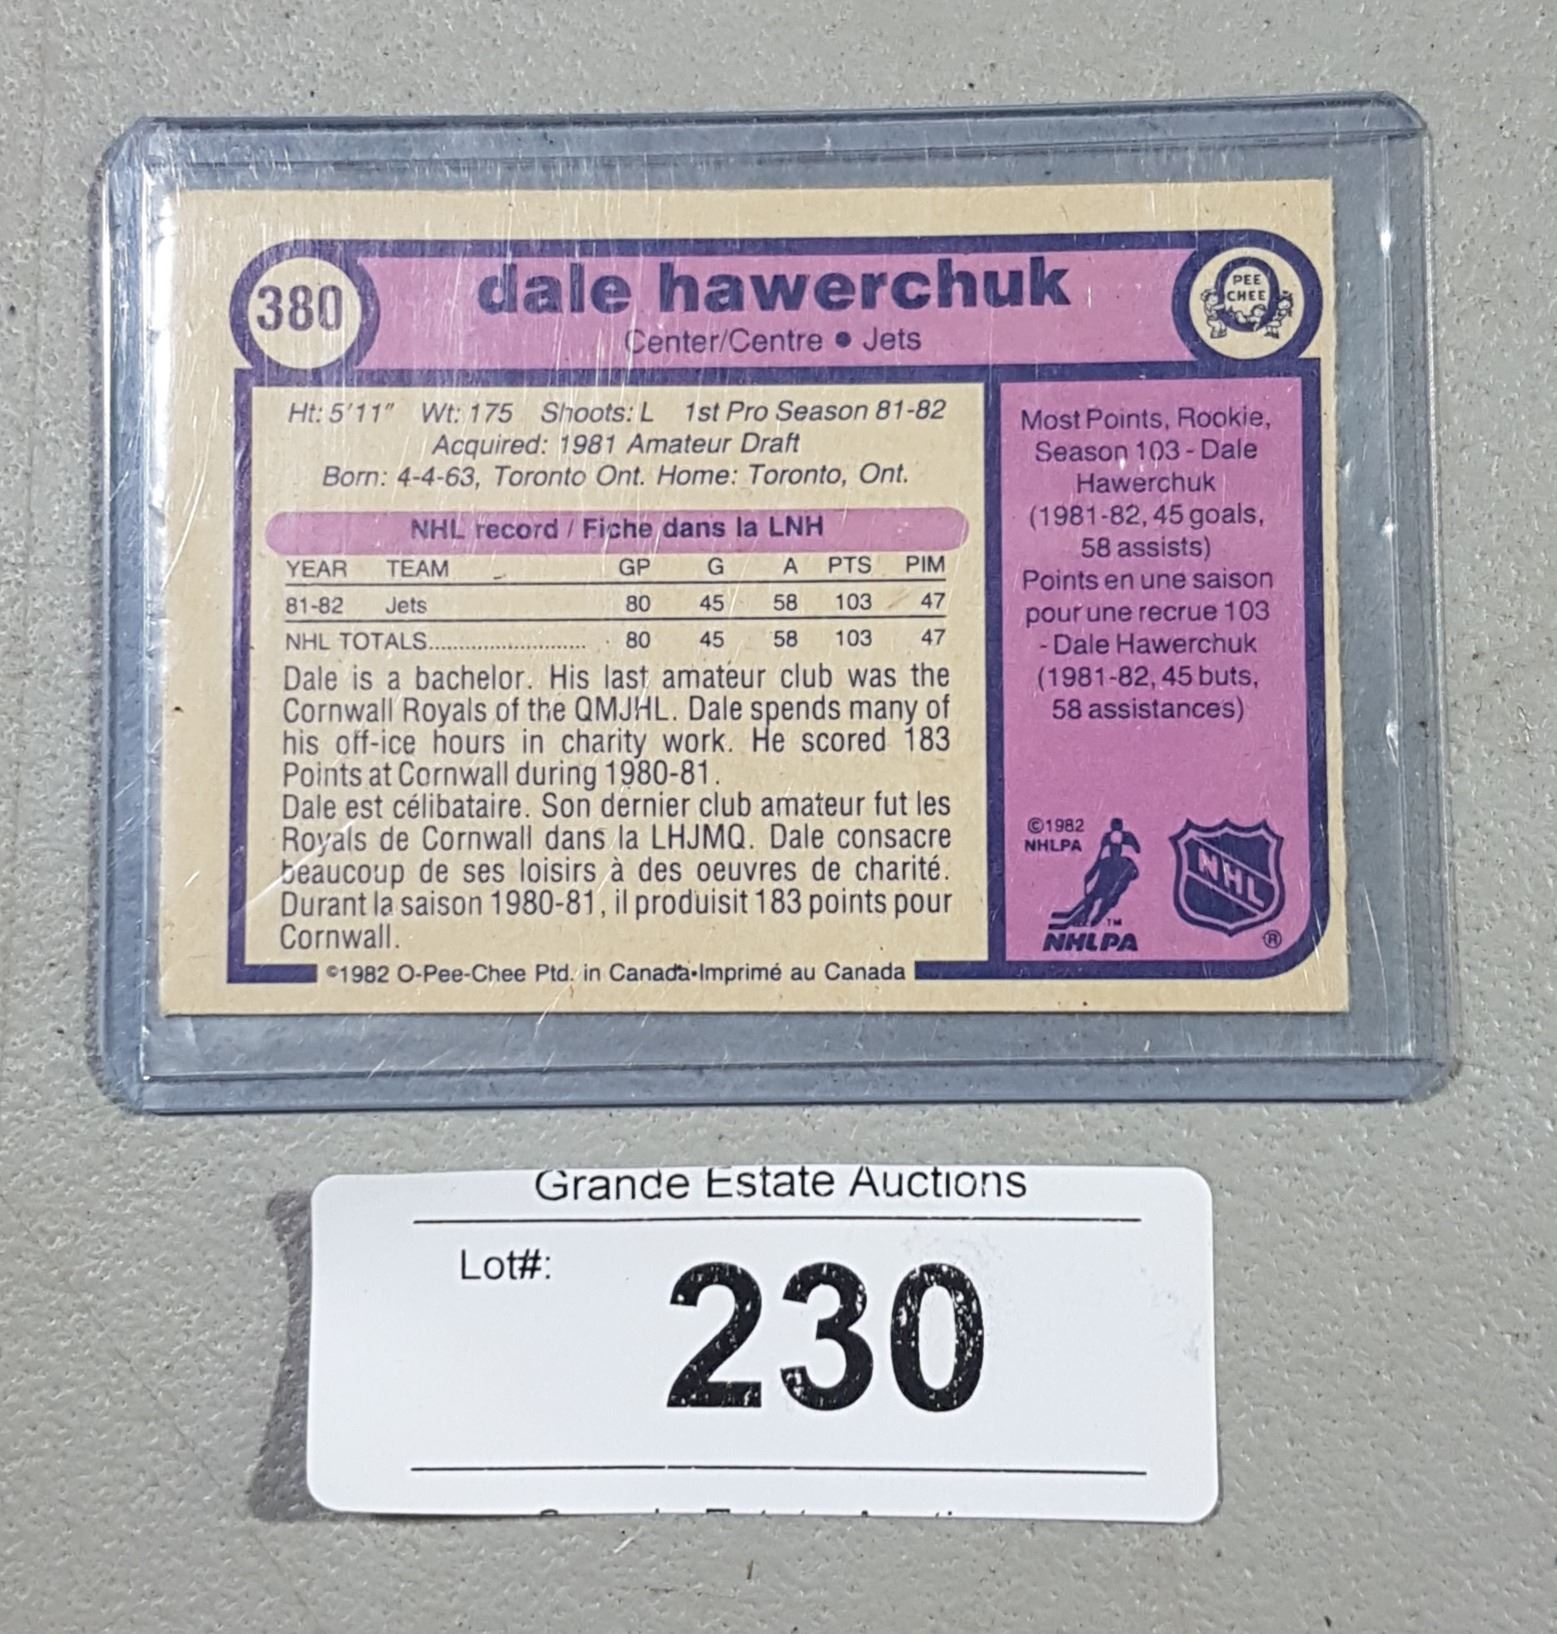 380
dale hawerchuk
PEE
CHEE
Center/Centre ● Jets
Ht: 5'11" Wt: 175 Shoots: L 1st Pro Season 81-82
Acquired: 1981 Amateur Draft
Born: 4-4-63, Toronto Ont. Home: Toronto, Ont.
NHL record / Fiche dans la LNH
YEAR TEAM GP G A PTS PIM
81-82 Jets 80 45 58 103 47
NHL TOTALS.......................... 80 45 58 103 47
Dale is a bachelor. His last amateur club was the
Cornwall Royals of the QMJHL. Dale spends many of
his off-ice hours in charity work. He scored 183
Points at Cornwall during 1980-81.
Dale est célibataire. Son dernier club amateur fut les
Royals de Cornwall dans la LHJMQ. Dale consacre
beaucoup de ses loisirs à des oeuvres de charité.
Durant la saison 1980-81, il produisit 183 points pour
Cornwall.
©1982 O-Pee-Chee Ptd. in Canada•Imprimé au Canada
Most Points, Rookie,
Season 103 - Dale
Hawerchuk
(1981-82, 45 goals,
58 assists)
Points en une saison
pour une recrue 103
- Dale Hawerchuk
(1981-82, 45 buts,
58 assistances)
©1982
NHLPA
™
NHLPA
NHL
®
Grande Estate Auctions
Lot#:
230